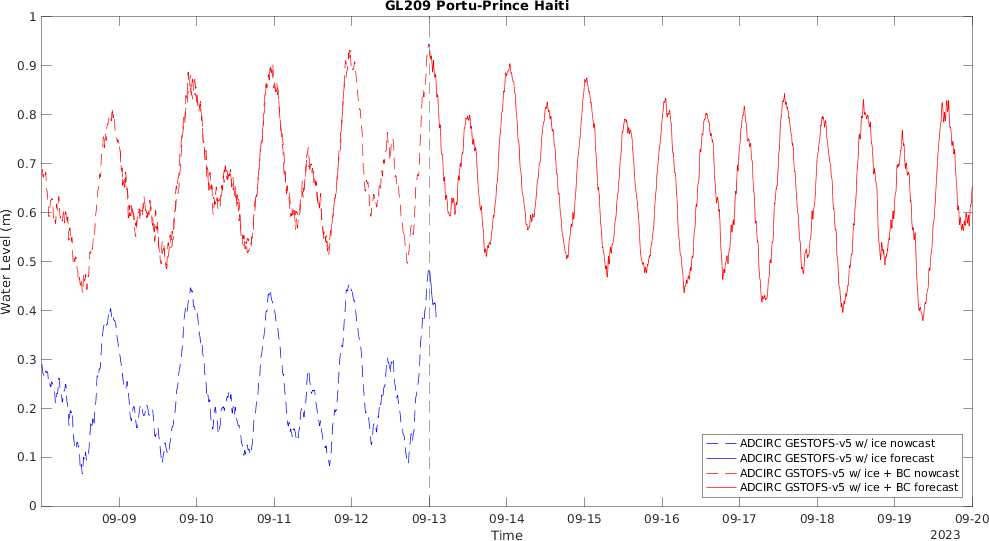 GL209 Portu-Prince Haiti
1
0.9
0.8
0.7
0.6
0.5
0.4
0.3
0.2
0.1
0
Water Level (m)
ADCIRC GESTOFS-v5 w/ ice nowcast
ADCIRC GESTOFS-v5 w/ ice forecast
ADCIRC GSTOFS-v5 w/ ice + BC nowcast
ADCIRC GSTOFS-v5 w/ ice + BC forecast
09-09 09-10 09-11 09-12 09-13 09-14 09-15 09-16 09-17 09-18 09-19 09-20
Time
2023